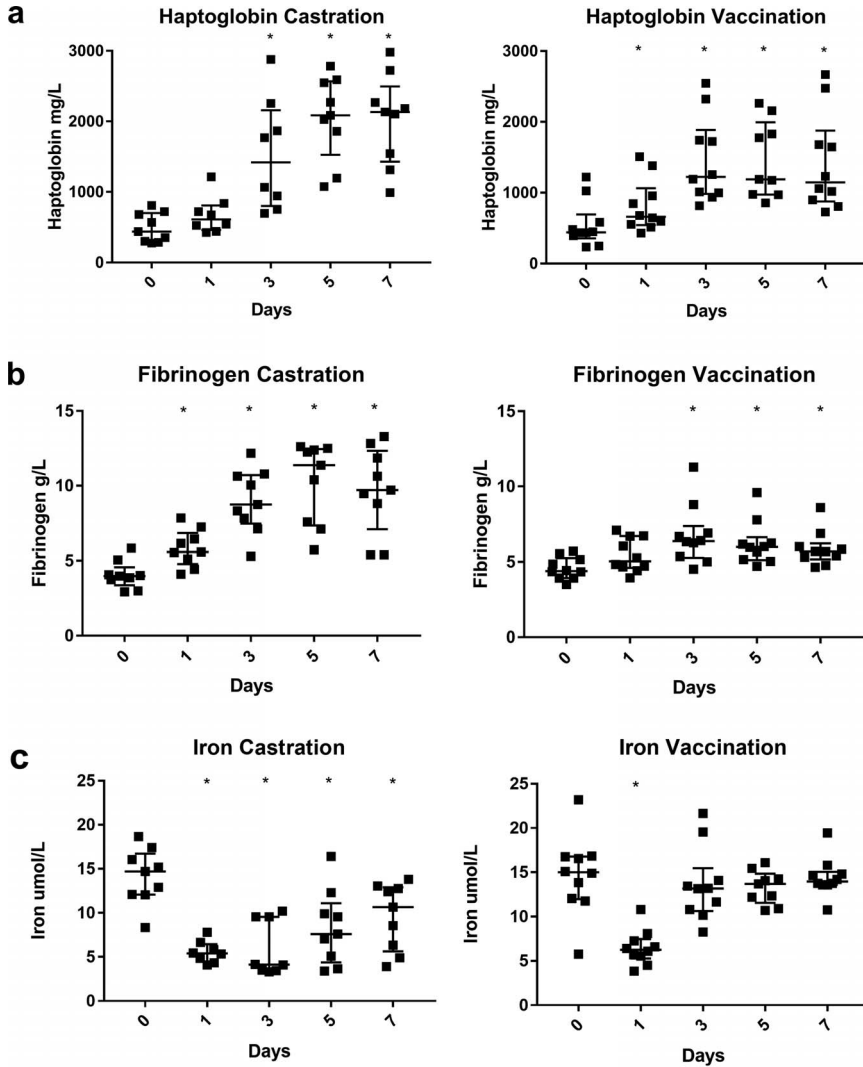 a
Haptoglobin Castration
Haptoglobin mg/L
3000
2000
1000
0
* * *
0 1 3 5 7
Days
Haptoglobin Vaccination
Haptoglobin mg/L
3000
2000
1000
0
* * * *
0 1 3 5 7
Days
b
Fibrinogen Castration
Fibrinogen g/L
15
10
5
0
* * * *
0 1 3 5 7
Days
Fibrinogen Vaccination
Fibrinogen g/L
15
10
5
0
* * *
0 1 3 5 7
Days
c
Iron Castration
Iron umol/L
25
20
15
10
5
0
* * * *
0 1 3 5 7
Days
Iron Vaccination
Iron umol/L
25
20
15
10
5
0
*
0 1 3 5 7
Days